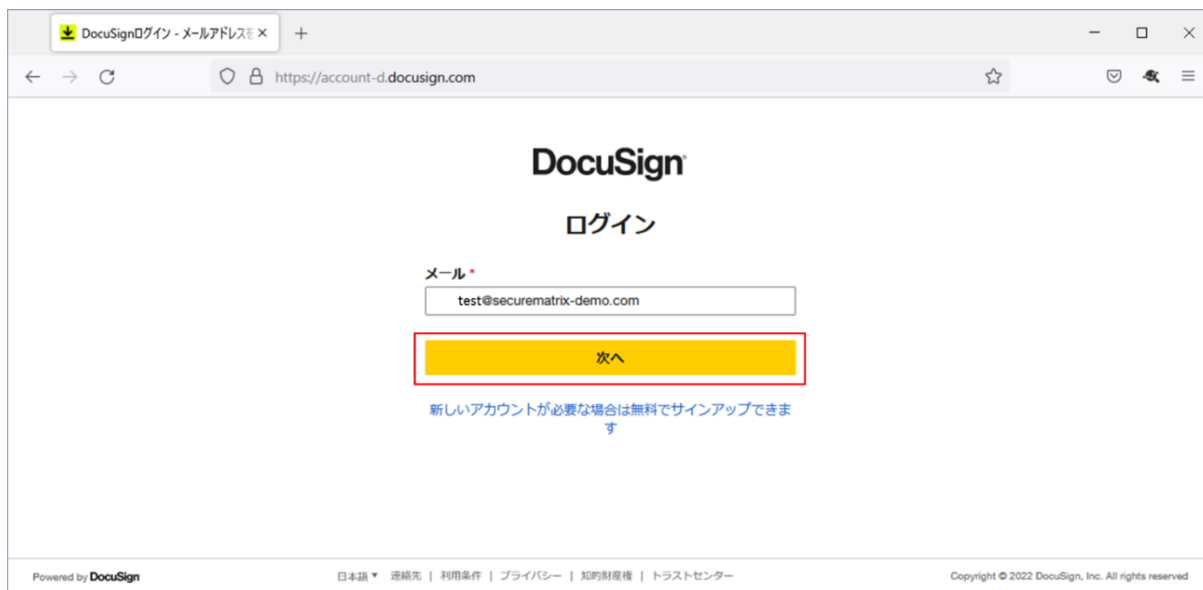 DocuSignログイン - メールアドレスを
https://account-d.docusign.com
DocuSign
ログイン
メール *
test@securematrix-demo.com
次へ
新しいアカウントが必要な場合は無料でサインアップできま
す
Powered by DocuSign
日本語 ▼ 連絡先 | 利用条件 | プライバシー | 知的財産権 | トラストセンター
Copyright © 2022 DocuSign, Inc. All rights reserved